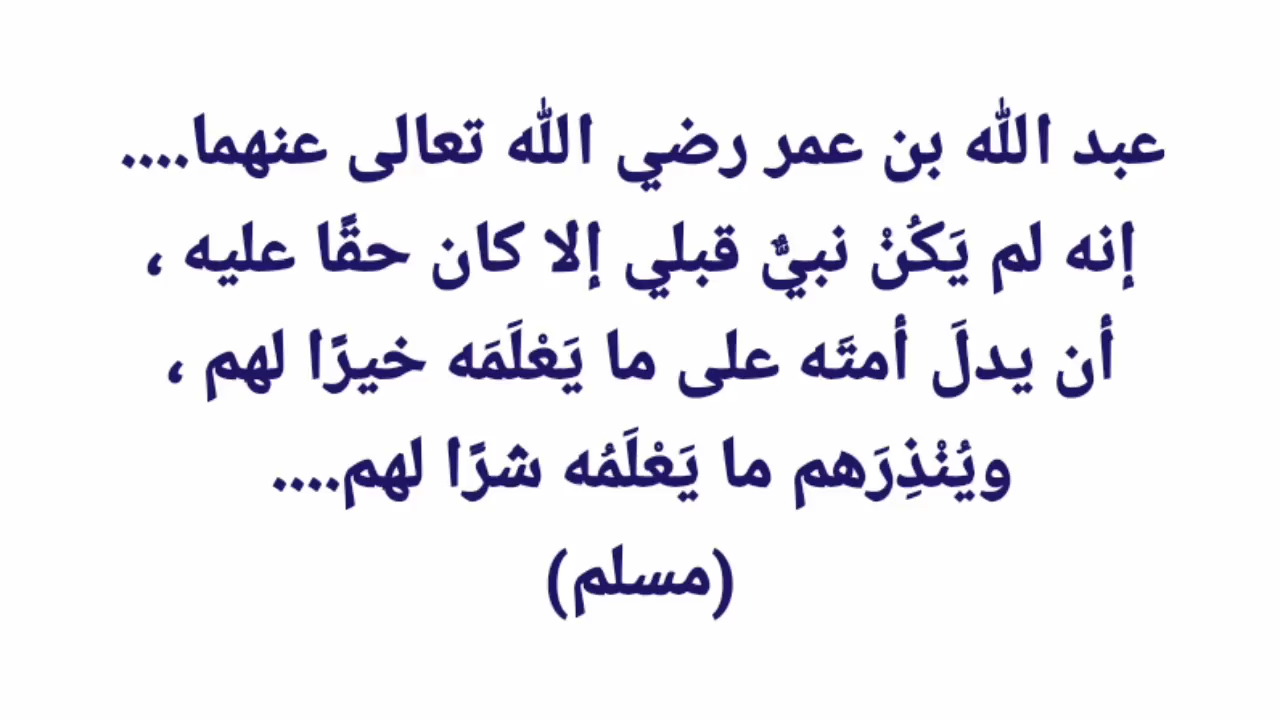 عبد الله بن عمر رضي الله تعالى عنهما....
إنه لم يَكُنْ نبيٌّ قبلي إلا كان حقًّا عليه ،
أن يدلَ أمتَه على ما يَعْلَمَه خيرًا لهم ،
ويُنْذِرَهم ما يَعْلَمُه شرًا لهم....
(مسلم)